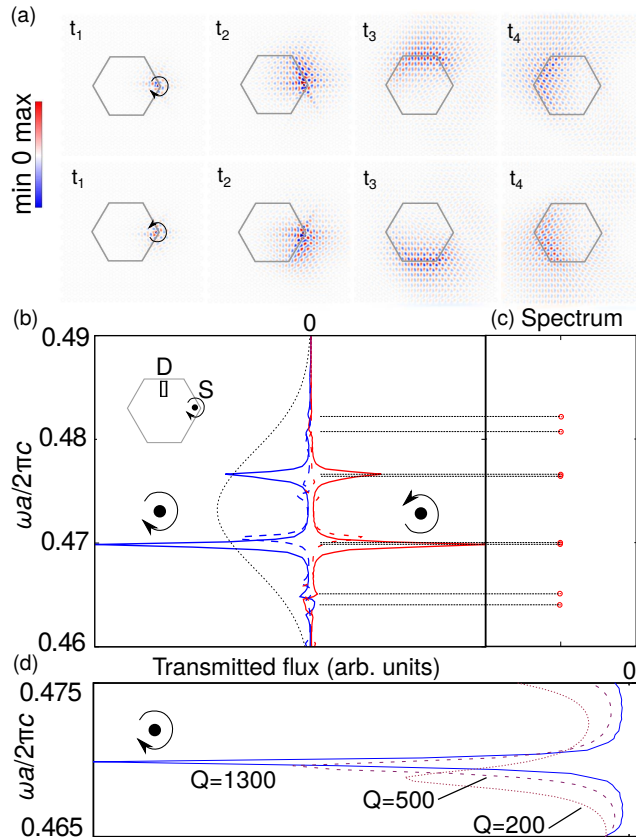 (a)
t1
t2
t3
t4
min 0 max
t1
t2
t3
t4
(b)
0
(c) Spectrum
0.49
D
S
0.48
ωa/2πc
0.47
0.46
Transmitted flux (arb. units)
0
(d)
0.475
ωa/2πc
Q=1300
Q=500
Q=200
0.465